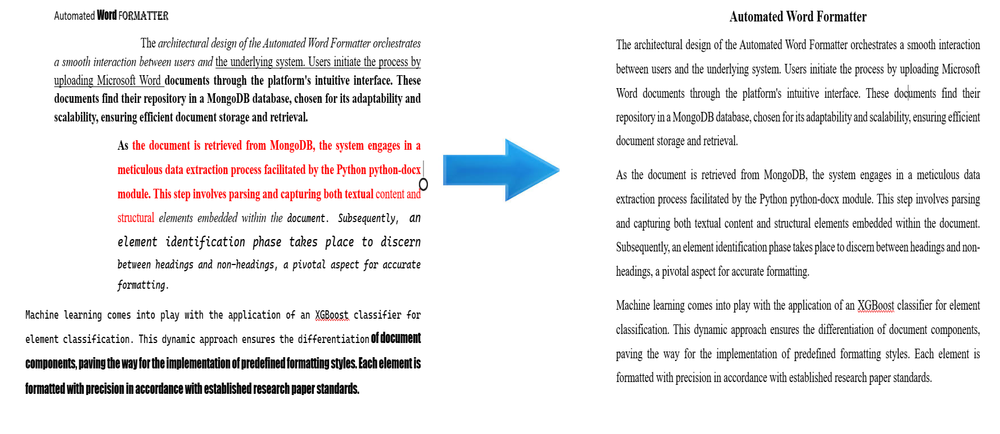 Automated Word FORMATTER
The architectural design of the Automated Word Formatter orchestrates
a smooth interaction between users and the underlying system. Users initiate the process by
uploading Microsoft Word documents through the platform's intuitive interface. These
documents find their repository in a MongoDB database, chosen for its adaptability and
scalability, ensuring efficient document storage and retrieval.
As the document is retrieved from MongoDB, the system engages in a
meticulous data extraction process facilitated by the Python python-docx
module. This step involves parsing and capturing both textual content and
structural elements embedded within the document. Subsequently, an
element identification phase takes place to discern
between headings and non-headings, a pivotal aspect for accurate
formatting.
Machine learning comes into play with the application of an XGBoost classifier for
element classification. This dynamic approach ensures the differentiation of document
components, paving the way for the implementation of predefined formatting styles. Each element is
formatted with precision in accordance with established research paper standards.
Automated Word Formatter
The architectural design of the Automated Word Formatter orchestrates a smooth interaction
between users and the underlying system. Users initiate the process by uploading Microsoft
Word documents through the platform's intuitive interface. These documents find their
repository in a MongoDB database, chosen for its adaptability and scalability, ensuring efficient
document storage and retrieval.
As the document is retrieved from MongoDB, the system engages in a meticulous data
extraction process facilitated by the Python python-docx module. This step involves parsing
and capturing both textual content and structural elements embedded within the document.
Subsequently, an element identification phase takes place to discern between headings and non-
headings, a pivotal aspect for accurate formatting.
Machine learning comes into play with the application of an XGBoost classifier for element
classification. This dynamic approach ensures the differentiation of document components,
paving the way for the implementation of predefined formatting styles. Each element is
formatted with precision in accordance with established research paper standards.